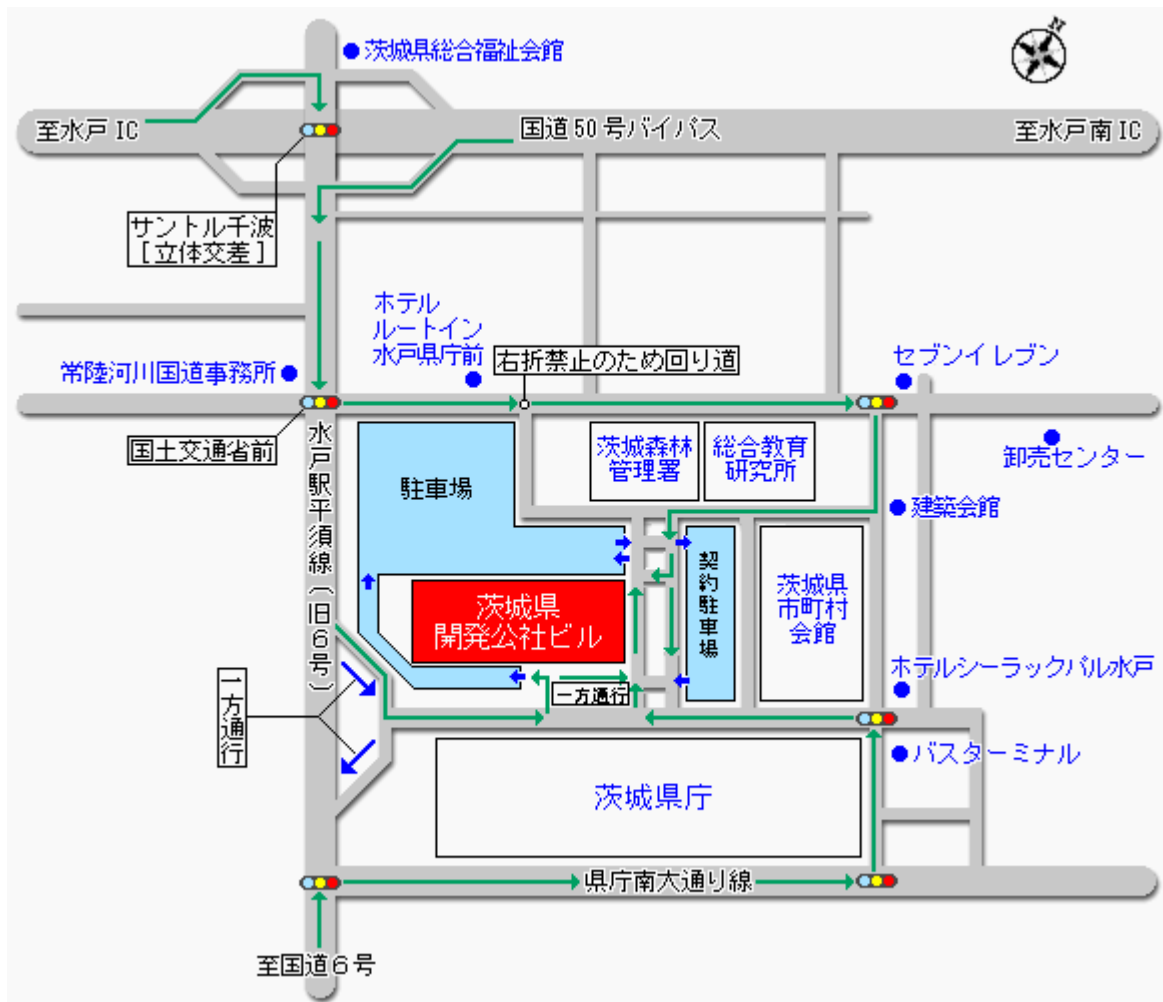 N
茨城県総合福祉会館
至水戸IC
国道50号バイパス
至水戸南IC
サントル千波
[立体交差]
ホテル
ルートイン
水戸県庁前
右折禁止のため回り道
セブンイレブン
常陸河川国道事務所
国土交通省前
水戸駅平須線(旧6号)
駐車場
茨城森林
管理署
総合教育
研究所
卸売センター
建築会館
契約駐車場
茨城県
市町村
会館
茨城県
開発公社ビル
ホテルシーラックパル水戸
一方通行
一方通行
バスターミナル
茨城県庁
県庁南大通り線
至国道6号